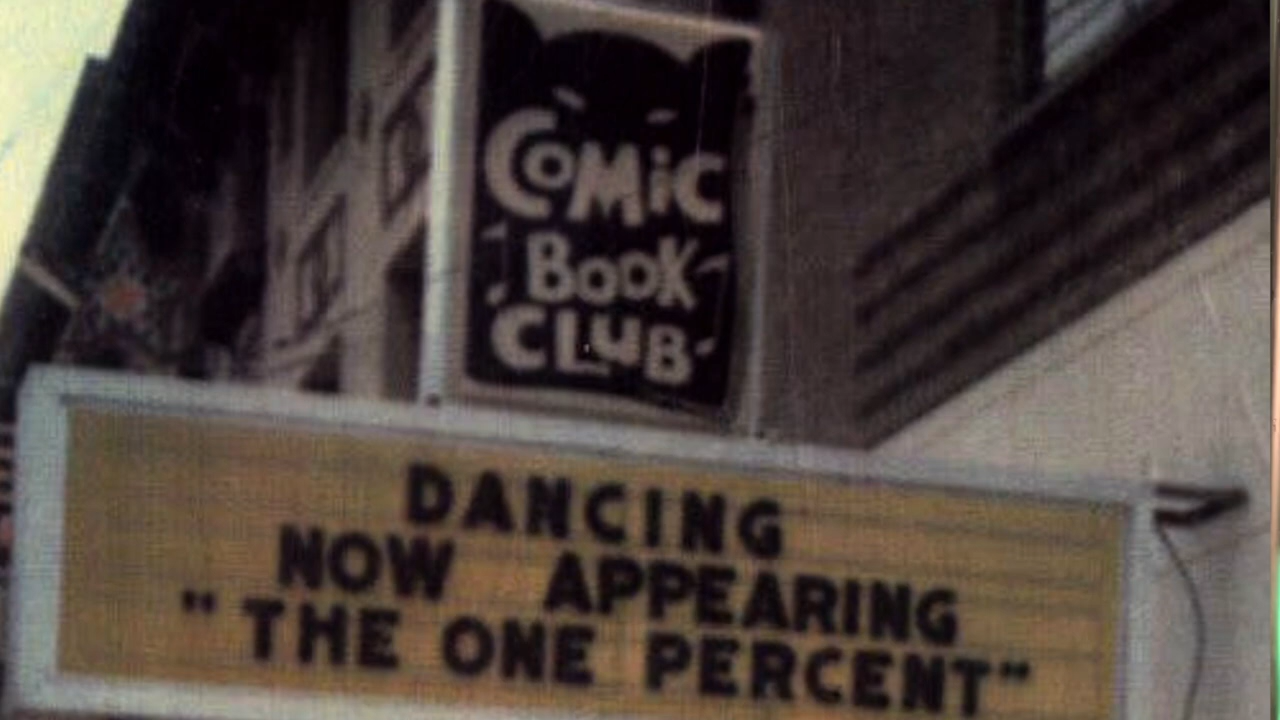 COMiC
BOOK
CLUB
DANCING
NOW APPEARING
"THE ONE PERCENT"